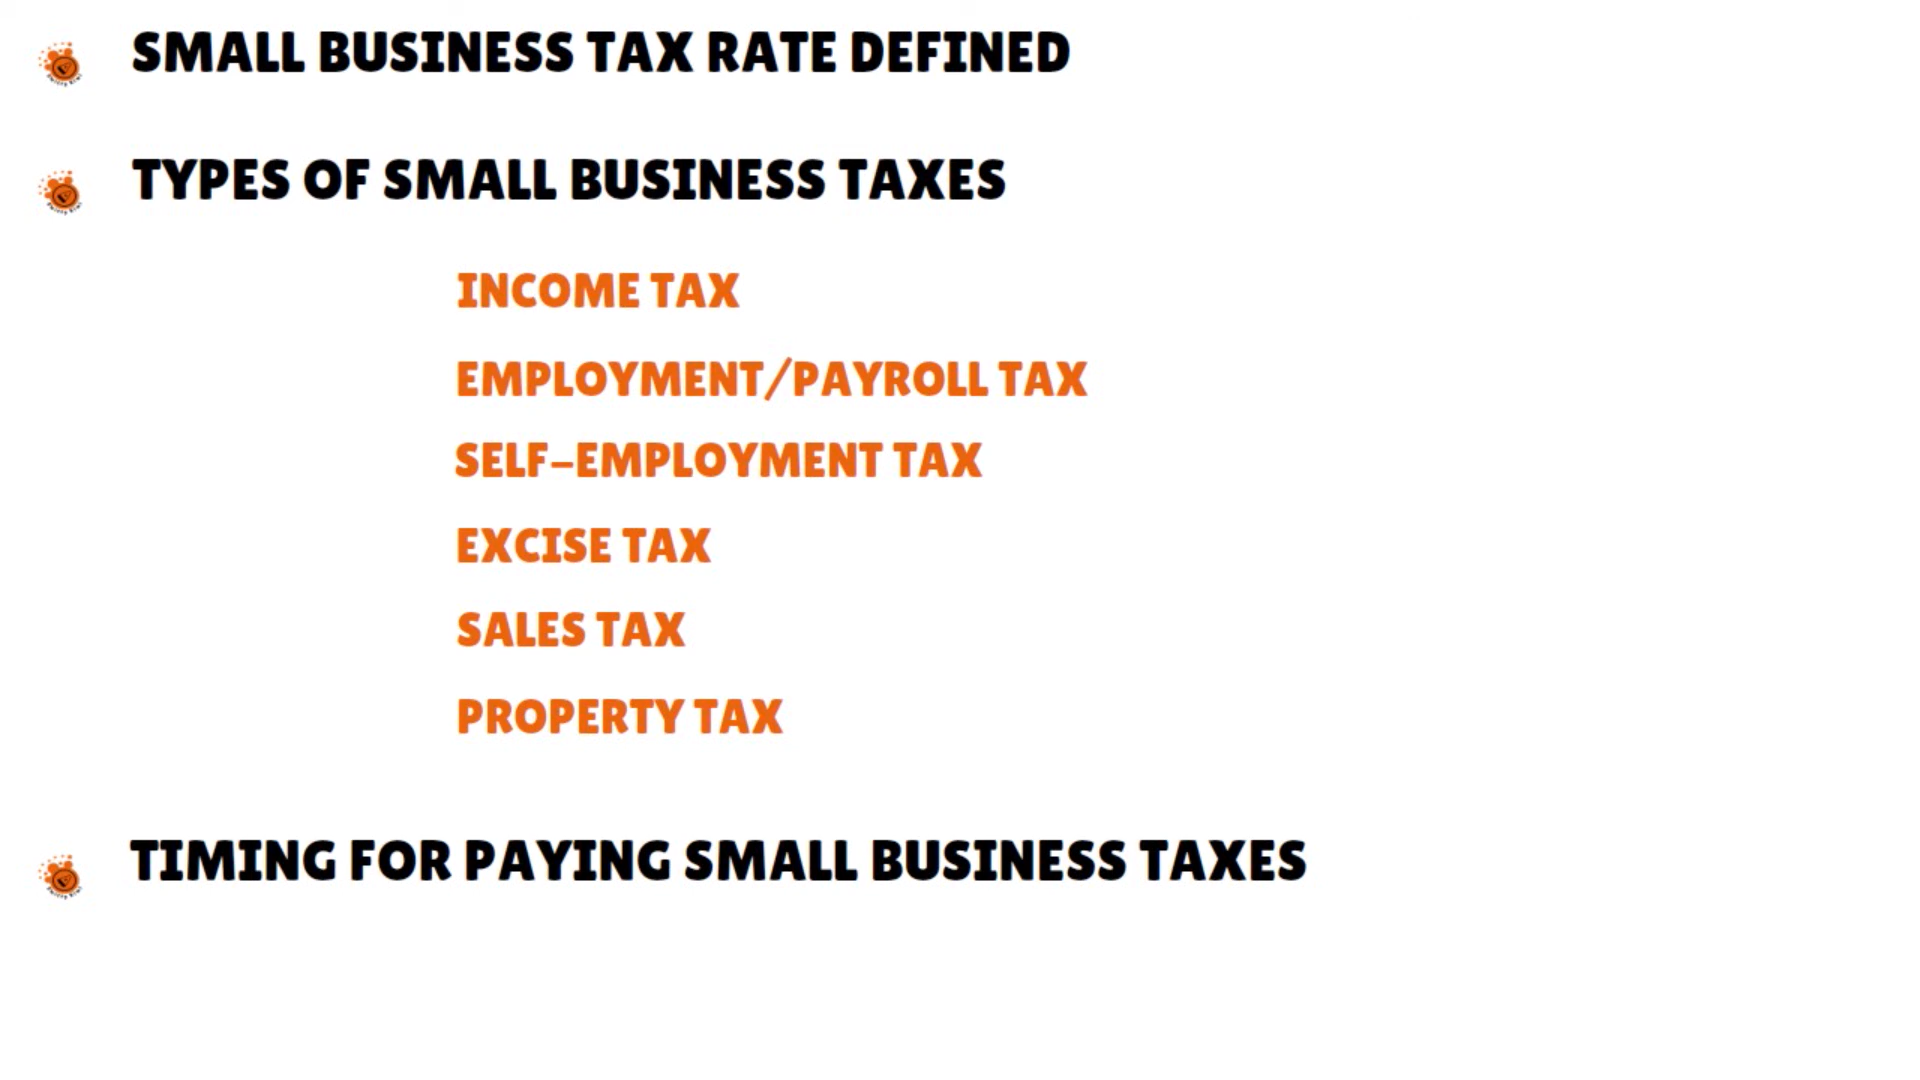 SMALL BUSINESS TAX RATE DEFINED
TYPES OF SMALL BUSINESS TAXES
INCOME TAX
EMPLOYMENT/PAYROLL TAX
SELF-EMPLOYMENT TAX
EXCISE TAX
SALES TAX
PROPERTY TAX
TIMING FOR PAYING SMALL BUSINESS TAXES